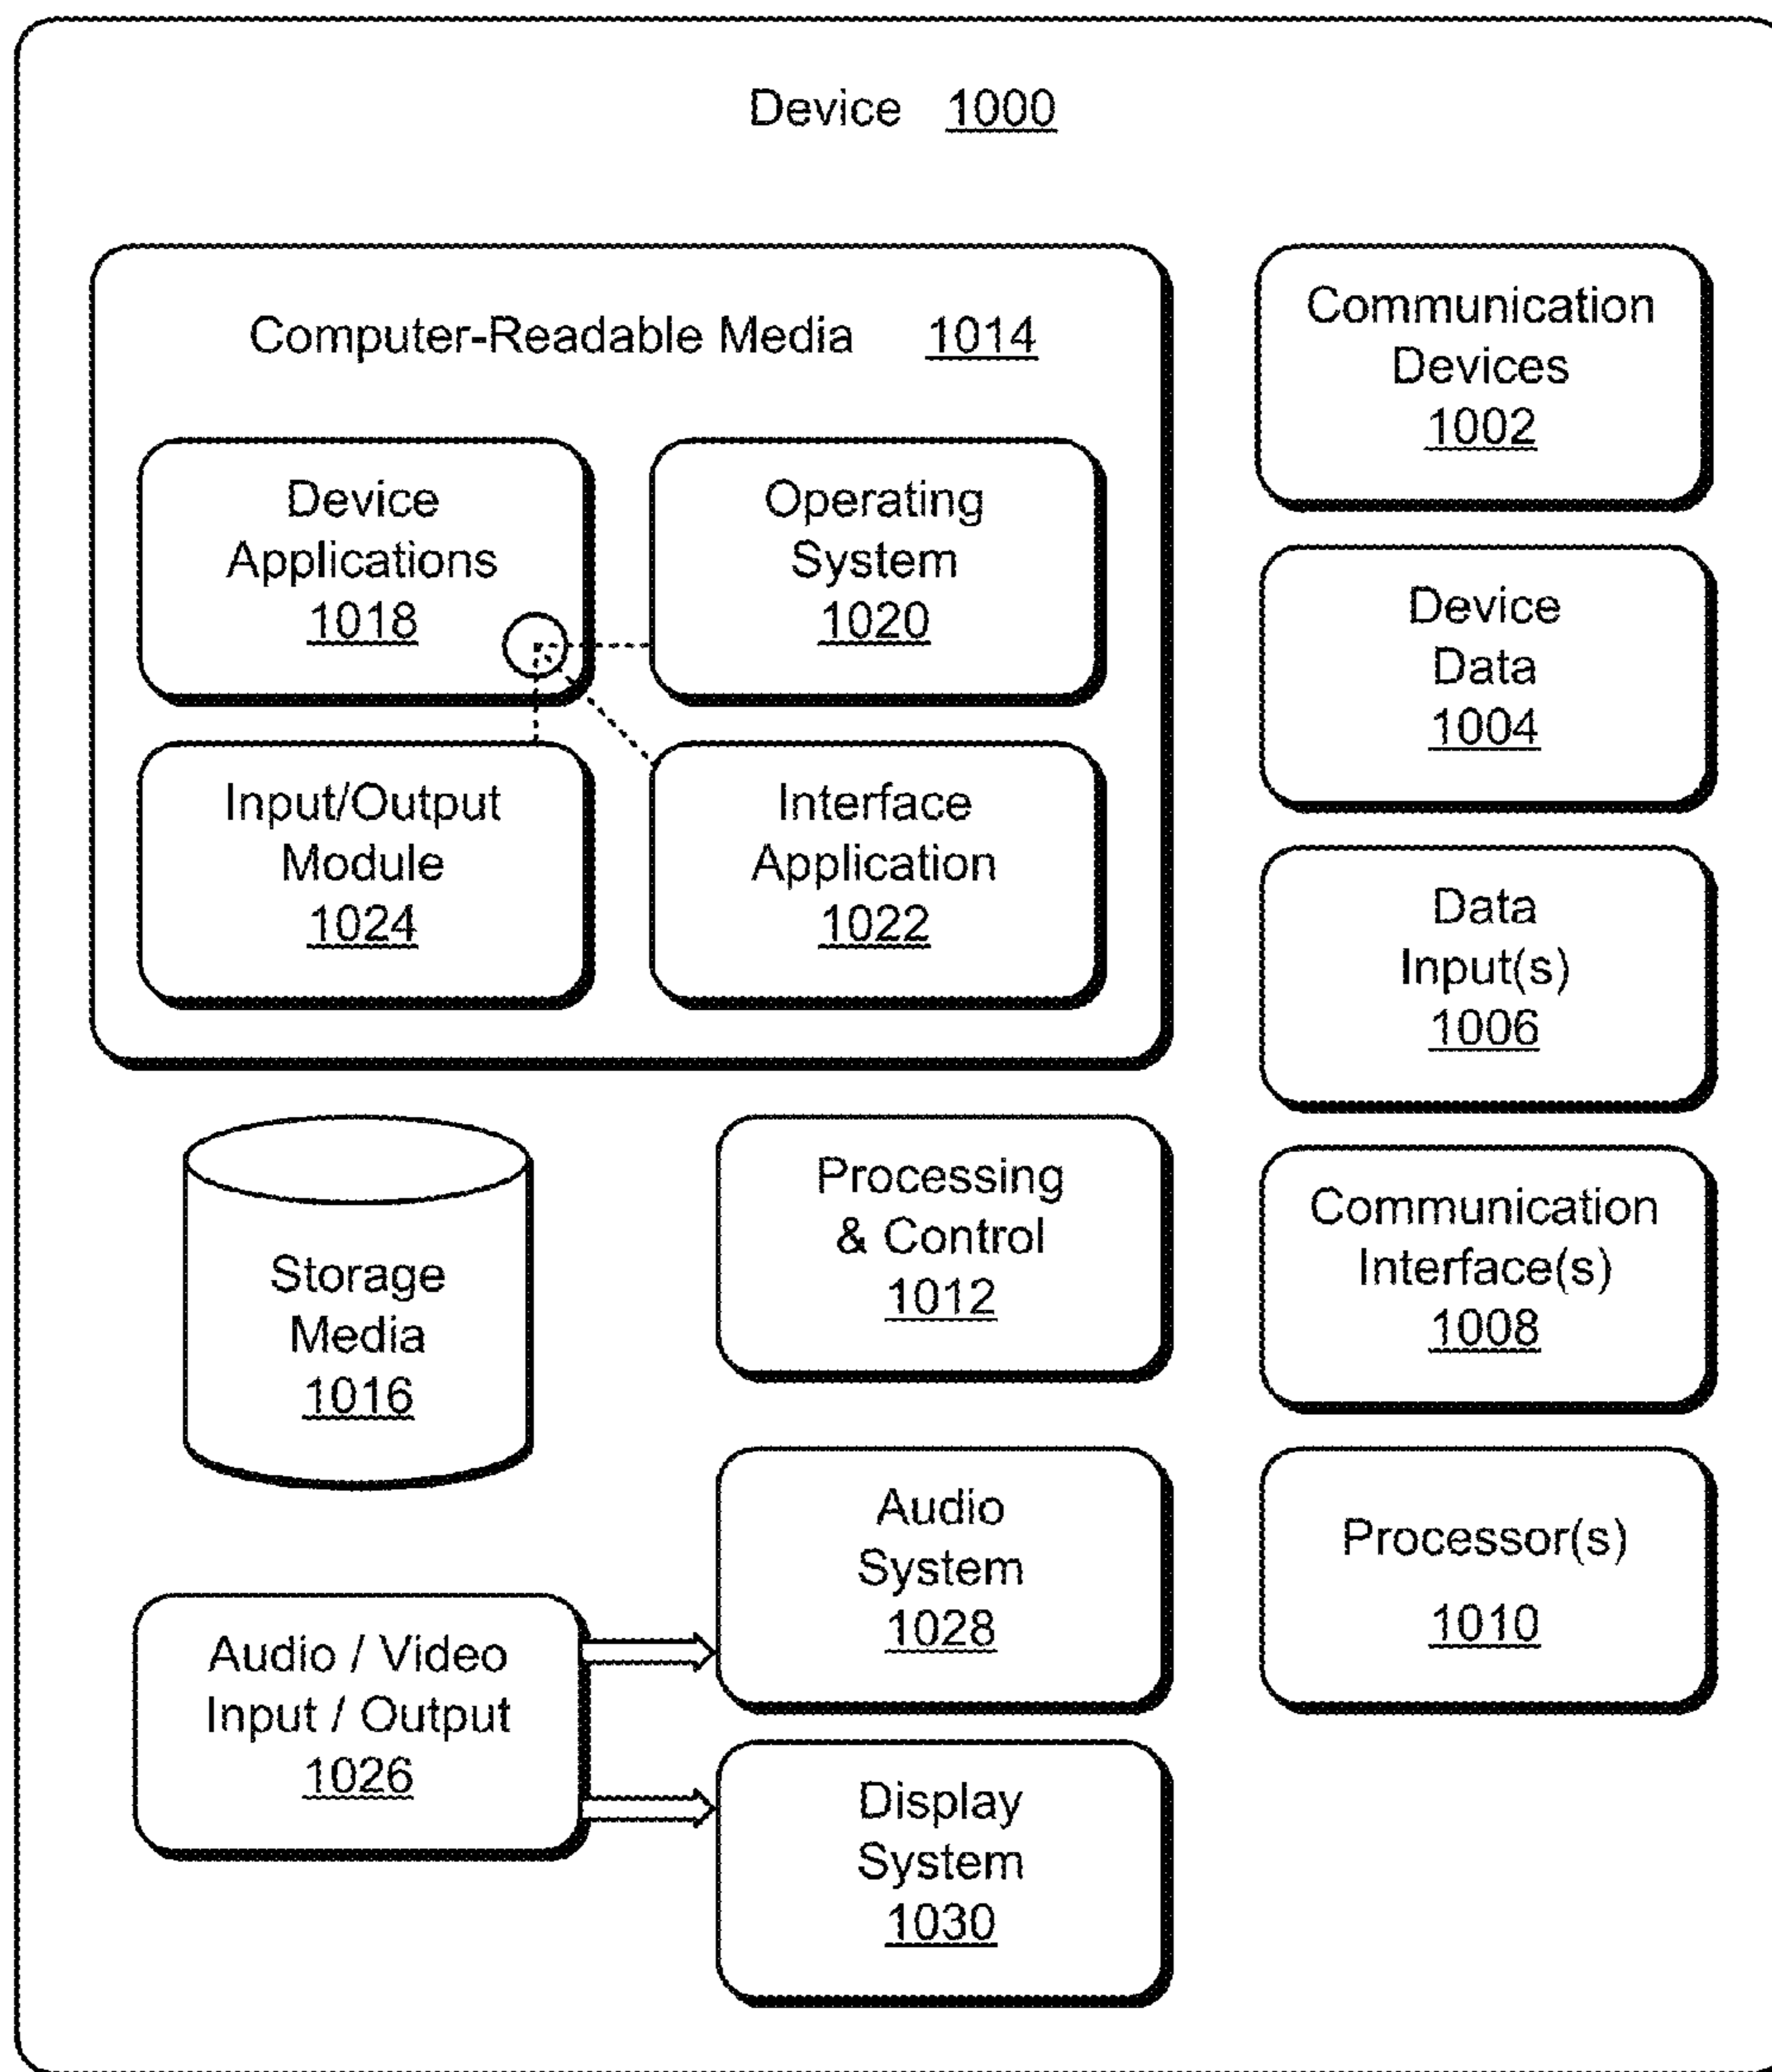 Device 1000
Computer-Readable Media 1014
Device
Applications
1018
Operating
System
1020
Input/Output
Module
1024
Interface
Application
1022
Communication
Devices
1002
Device
Data
1004
Data
Input(s)
1006
Communication
Interface(s)
1008
Processor(s)
1010
Storage
Media
1016
Processing
& Control
1012
Audio / Video
Input / Output
1026
Audio
System
1028
Display
System
1030